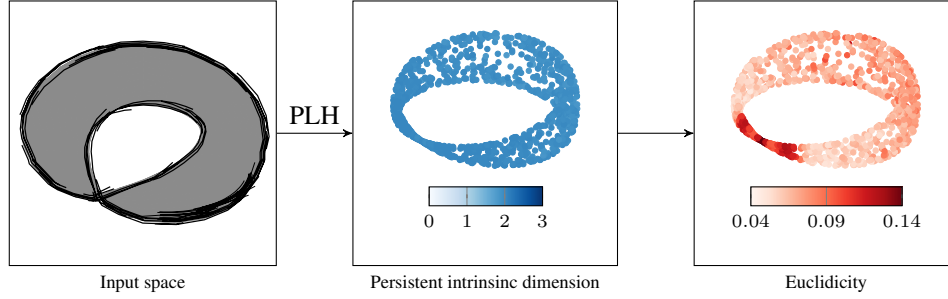 PLH
0 1 2 3
0.04 0.09 0.14
Input space
Persistent intrinsinc dimension
Euclidicity